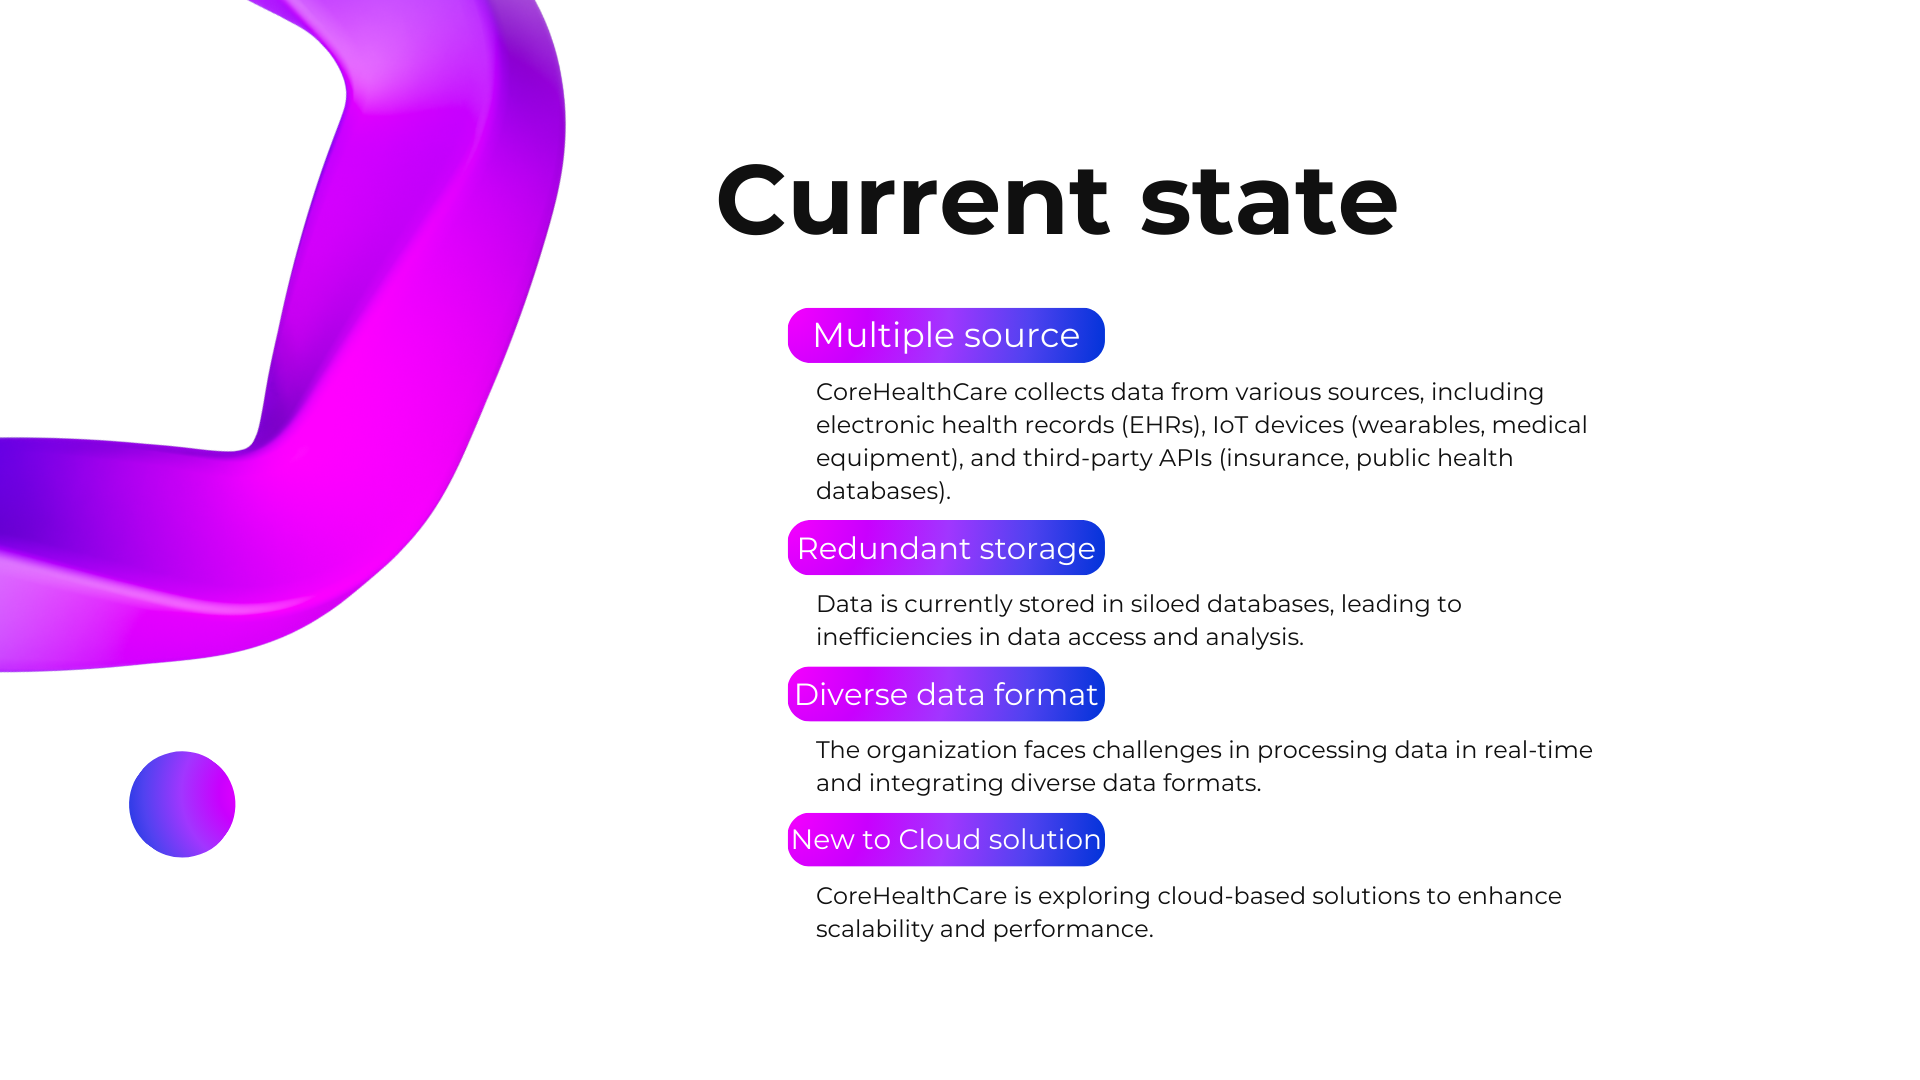 Current state
Multiple source
CoreHealthCare collects data from various sources, including
electronic health records (EHRs), IoT devices (wearables, medical
equipment), and third-party APIs (insurance, public health
databases).
Redundant storage
Data is currently stored in siloed databases, leading to
inefficiencies in data access and analysis.
Diverse data format
The organization faces challenges in processing data in real-time
and integrating diverse data formats.
New to Cloud solution
CoreHealthCare is exploring cloud-based solutions to enhance
scalability and performance.